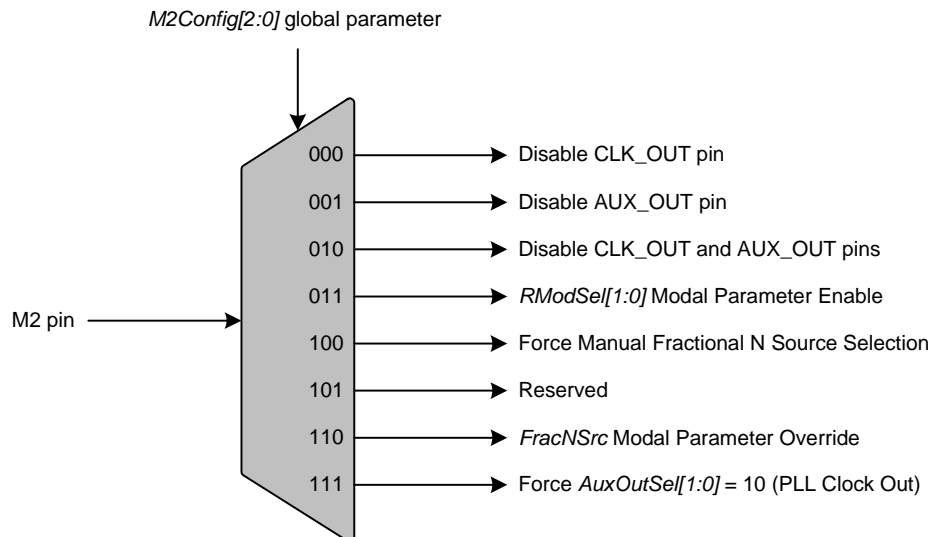 M2Config[2:0] global parameter
000 Disable CLK_OUT pin
001 Disable AUX_OUT pin
010 Disable CLK_OUT and AUX_OUT pins
011 RModSel[1:0] Modal Parameter Enable
M2 pin
100 Force Manual Fractional N Source Selection
101 Reserved
110 FracNSrc Modal Parameter Override
111 Force AuxOutSel[1:0] = 10 (PLL Clock Out)